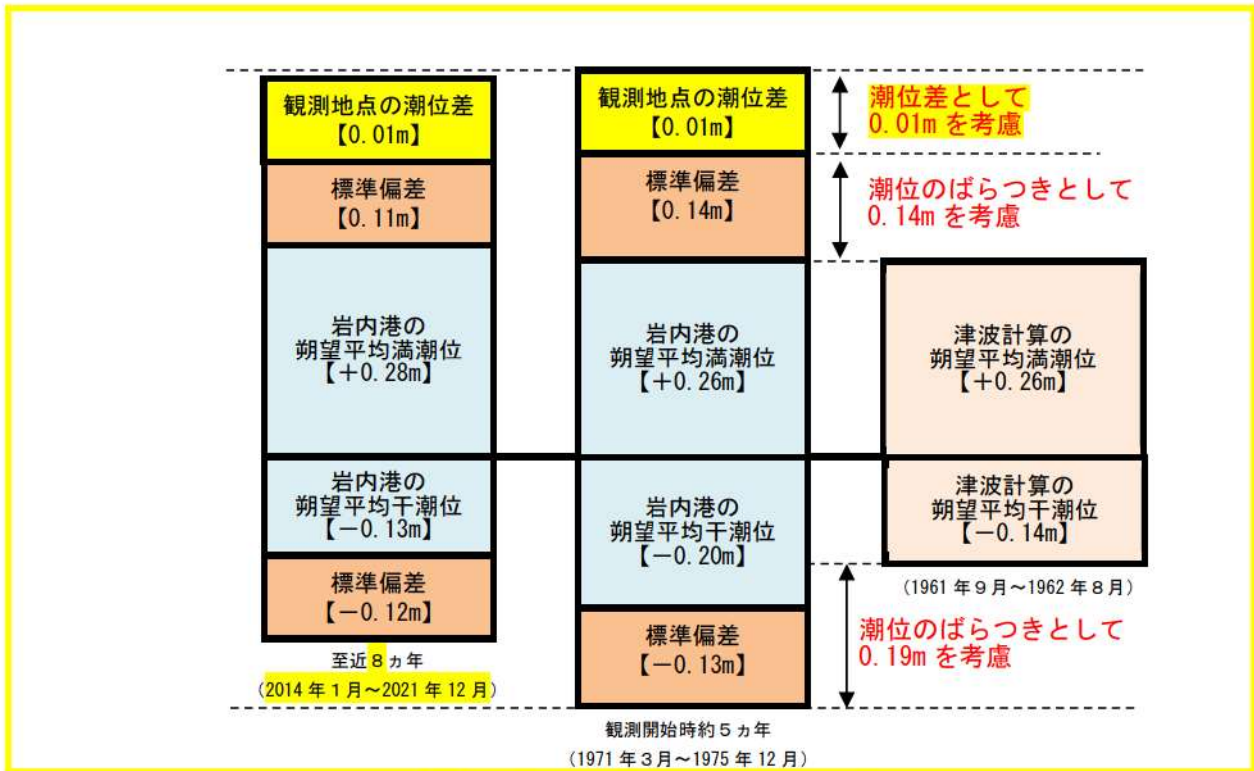 観測地点の潮位差
【0.01m】
標準偏差
【0.11m】
岩内港の
朔望平均満潮位
【＋0.28m】
岩内港の
朔望平均干潮位
【－0.13m】
標準偏差
【－0.12m】
至近８ヵ年
（2014年１月～2021年12月）
観測地点の潮位差
【0.01m】
標準偏差
【0.14m】
岩内港の
朔望平均満潮位
【＋0.26m】
岩内港の
朔望平均干潮位
【－0.20m】
標準偏差
【－0.13m】
観測開始時約５ヵ年
（1971年３月～1975年12月）
潮位差として
0.01mを考慮
潮位のばらつきとして
0.14mを考慮
津波計算の
朔望平均満潮位
【＋0.26m】
津波計算の
朔望平均干潮位
【－0.14m】
（1961年９月～1962年８月）
潮位のばらつきとして
0.19mを考慮